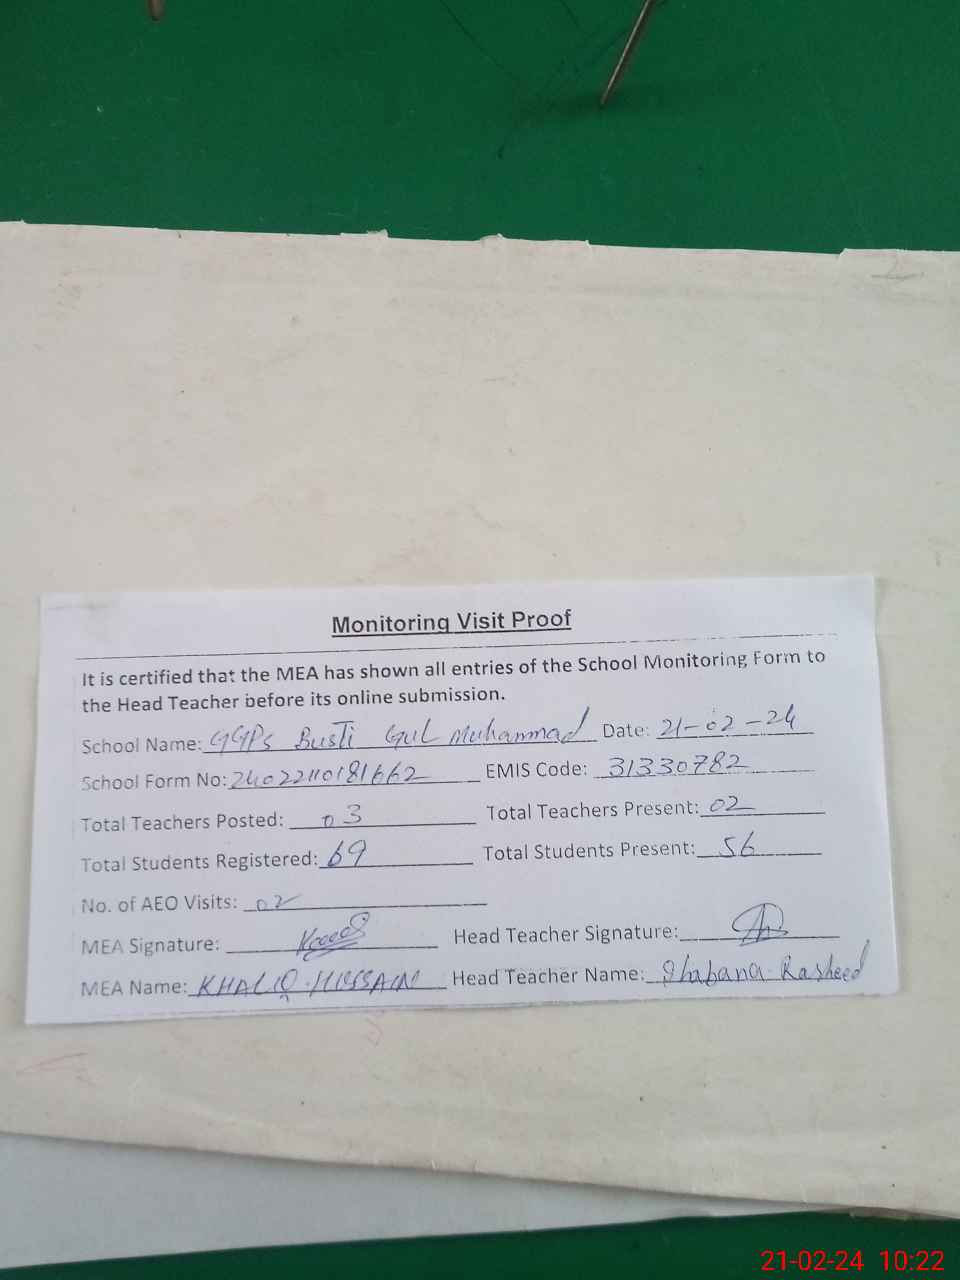 Monitoring Visit Proof
It is certified that the MEA has shown all entries of the School Monitoring Form to
the Head Teacher before its online submission.
School Name: GGPS Busti Gul Muhammad Date: 21-02-24
School Form No: 2402211018 1662 EMIS Code: 31330782
Total Teachers Posted: 03 Total Teachers Present: 02
Total Students Registered: 69 Total Students Present: 56
No. of AEO Visits: 02
MEA Signature: Head Teacher Signature:
MEA Name: KHALIQ HUSSAIN Head Teacher Name: Shabana Rasheed
21-02-24 10:22